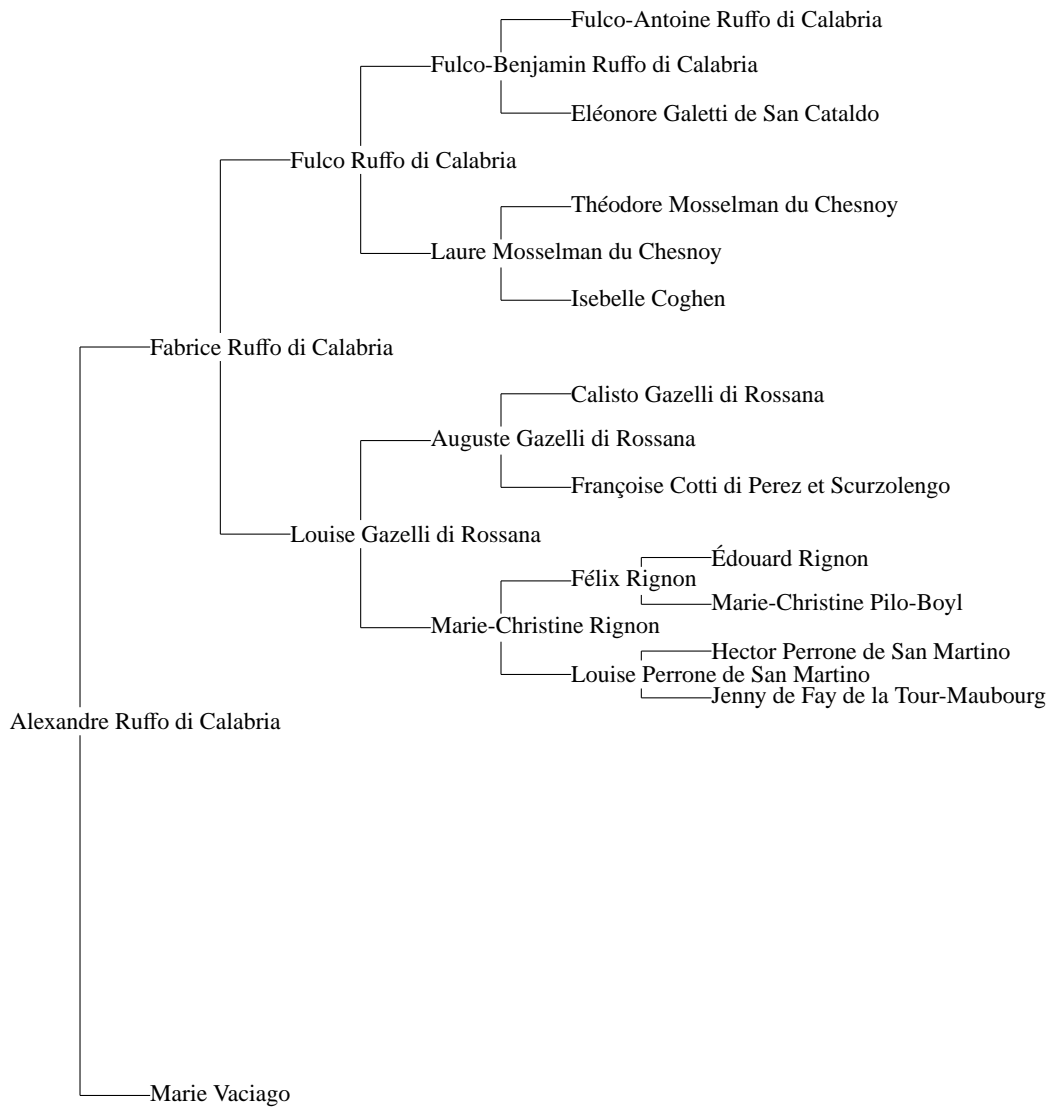 Fulco-Antoine Ruffo di Calabria
Fulco-Benjamin Ruffo di Calabria
Eléonore Galetti de San Cataldo
Fulco Ruffo di Calabria
Théodore Mosselman du Chesnoy
Laure Mosselman du Chesnoy
Isebelle Coghen
Fabrice Ruffo di Calabria
Calisto Gazelli di Rossana
Auguste Gazelli di Rossana
Françoise Cotti di Perez et Scurzolengo
Louise Gazelli di Rossana
Édouard Rignon
Félix Rignon
Marie-Christine Pilo-Boyl
Marie-Christine Rignon
Hector Perrone de San Martino
Louise Perrone de San Martino
Jenny de Fay de la Tour-Maubourg
Alexandre Ruffo di Calabria
Marie Vaciago